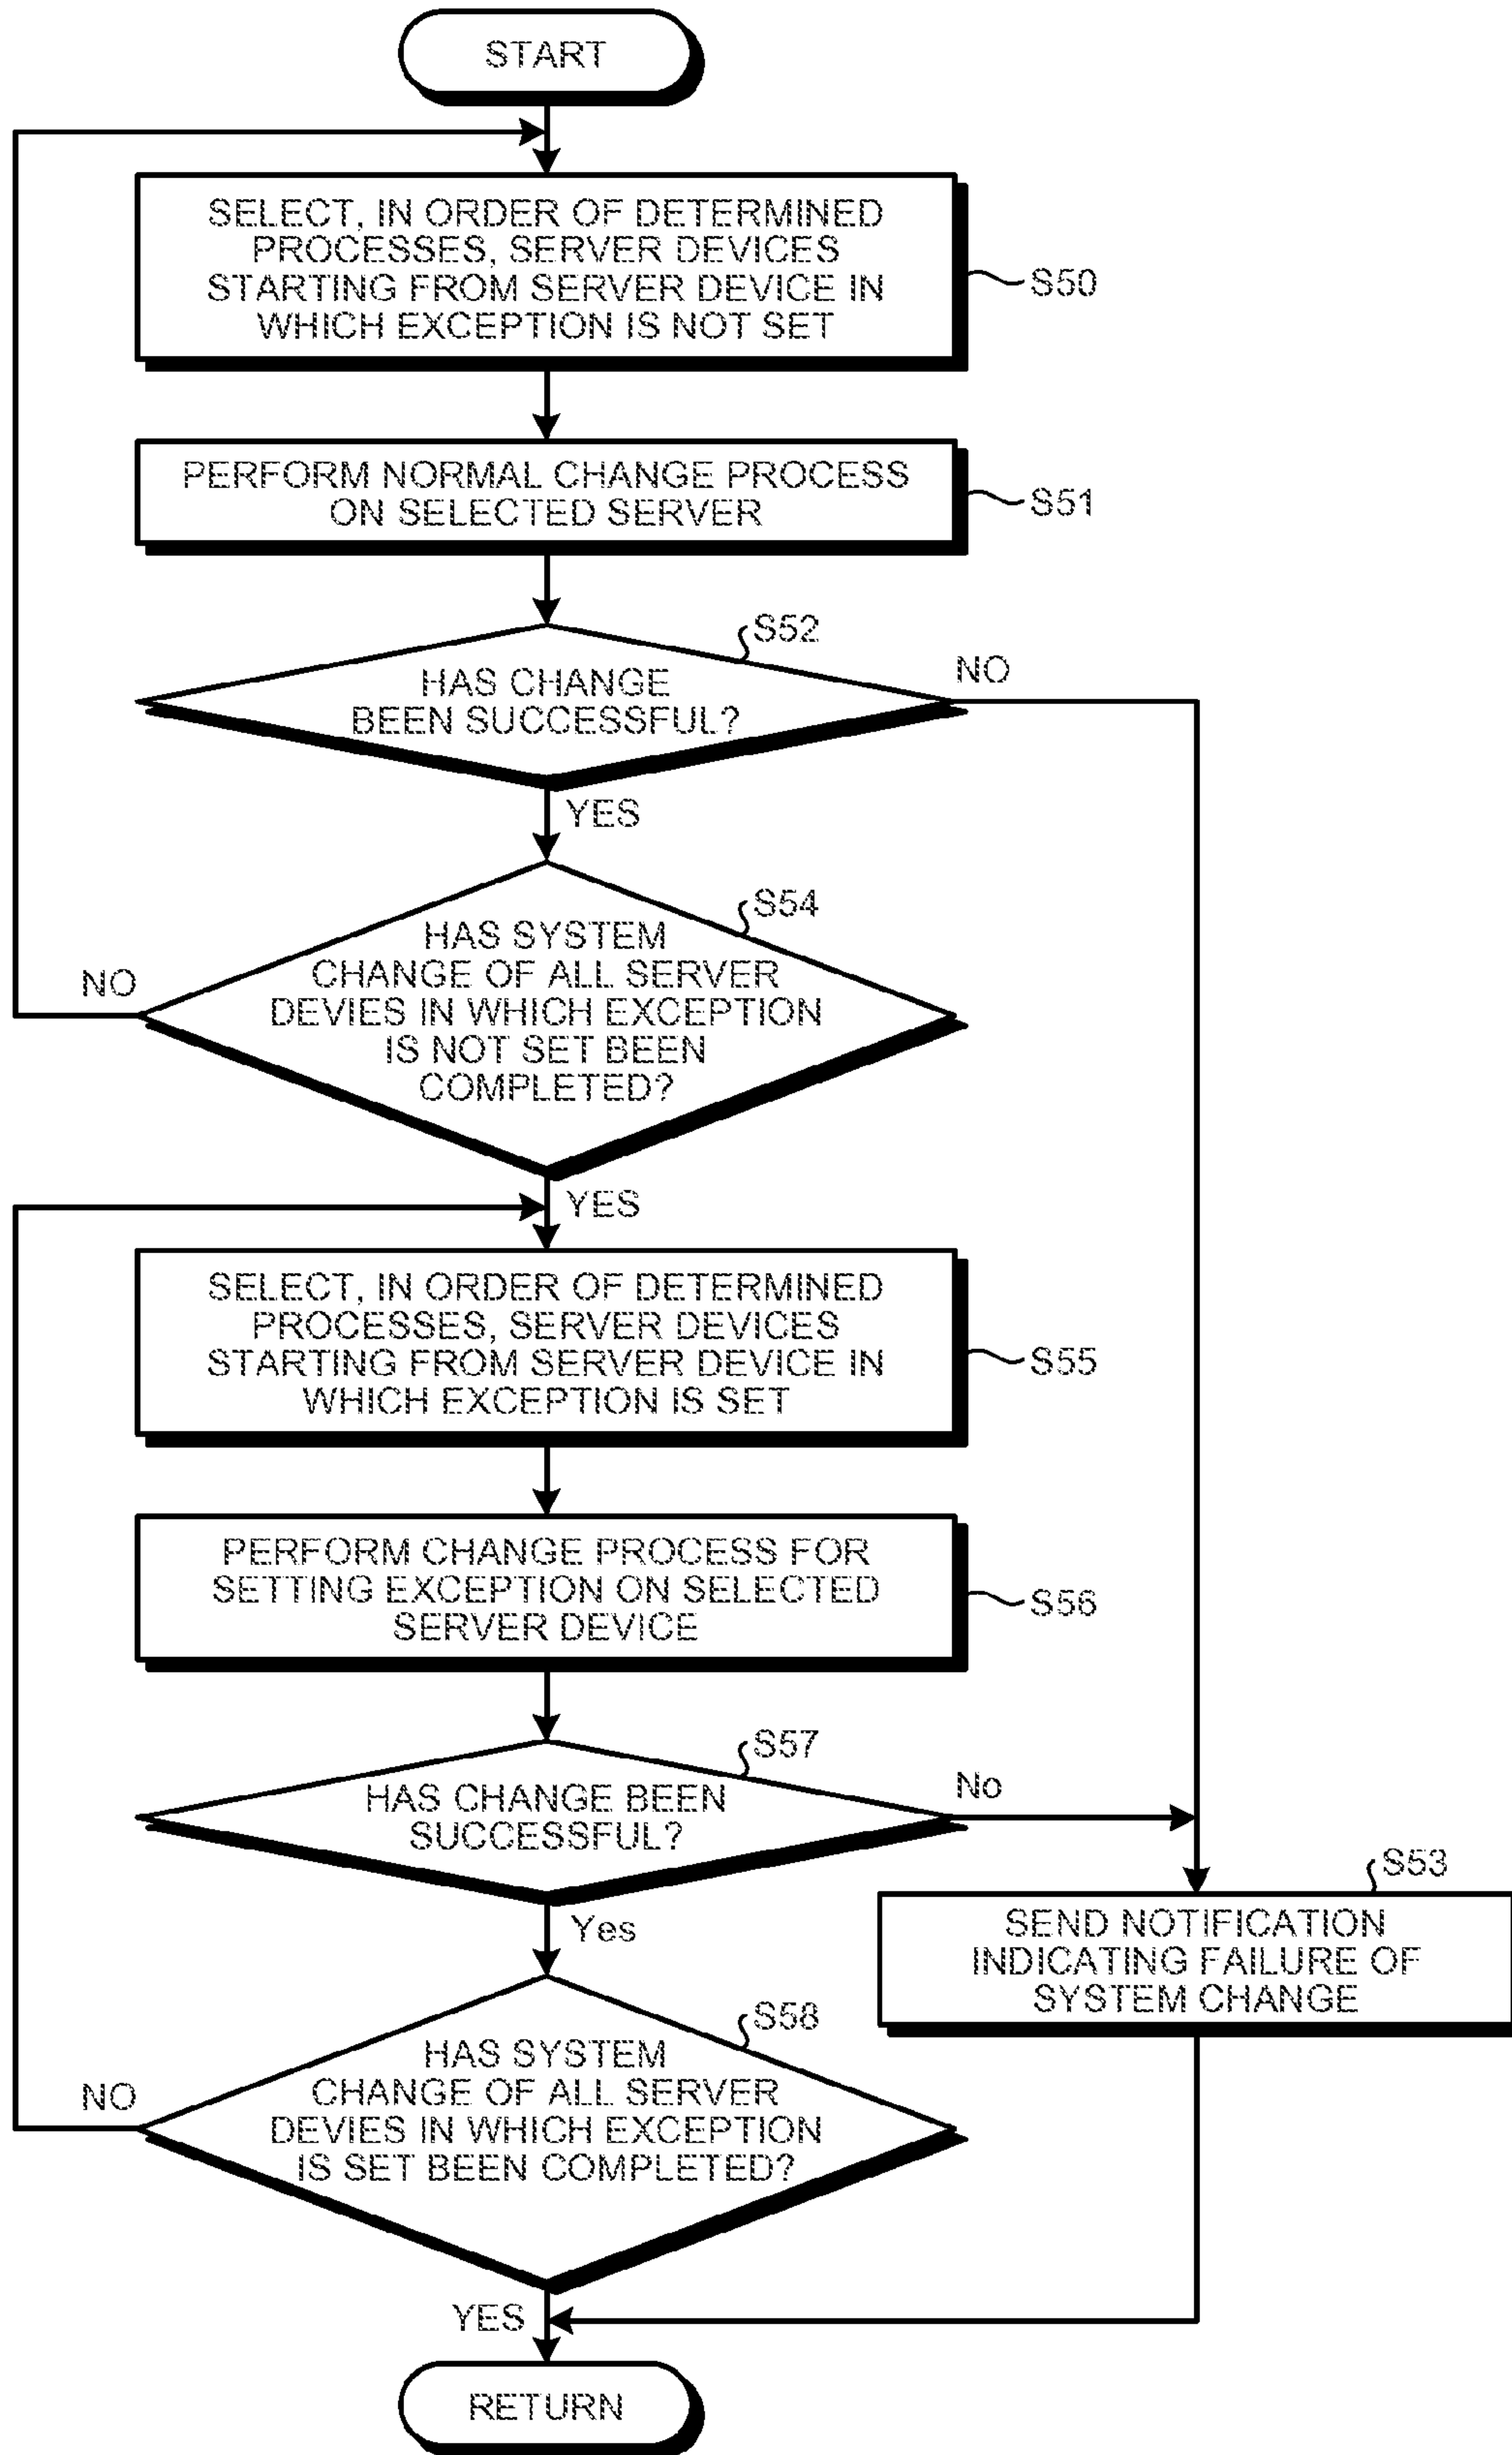 START
SELECT, IN ORDER OF DETERMINED
PROCESSES, SERVER DEVICES
STARTING FROM SERVER DEVICE IN
WHICH EXCEPTION IS NOT SET
S50
PERFORM NORMAL CHANGE PROCESS
ON SELECTED SERVER
S51
S52
HAS CHANGE
BEEN SUCCESSFUL?
NO
YES
S54
HAS SYSTEM
CHANGE OF ALL SERVER
DEVIES IN WHICH EXCEPTION
IS NOT SET BEEN
COMPLETED?
NO
YES
SELECT, IN ORDER OF DETERMINED
PROCESSES, SERVER DEVICES
STARTING FROM SERVER DEVICE IN
WHICH EXCEPTION IS SET
S55
PERFORM CHANGE PROCESS FOR
SETTING EXCEPTION ON SELECTED
SERVER DEVICE
S56
S57
HAS CHANGE BEEN
SUCCESSFUL?
No
Yes
S53
SEND NOTIFICATION
INDICATING FAILURE OF
SYSTEM CHANGE
S58
HAS SYSTEM
CHANGE OF ALL SERVER
DEVIES IN WHICH EXCEPTION
IS SET BEEN COMPLETED?
NO
YES
RETURN